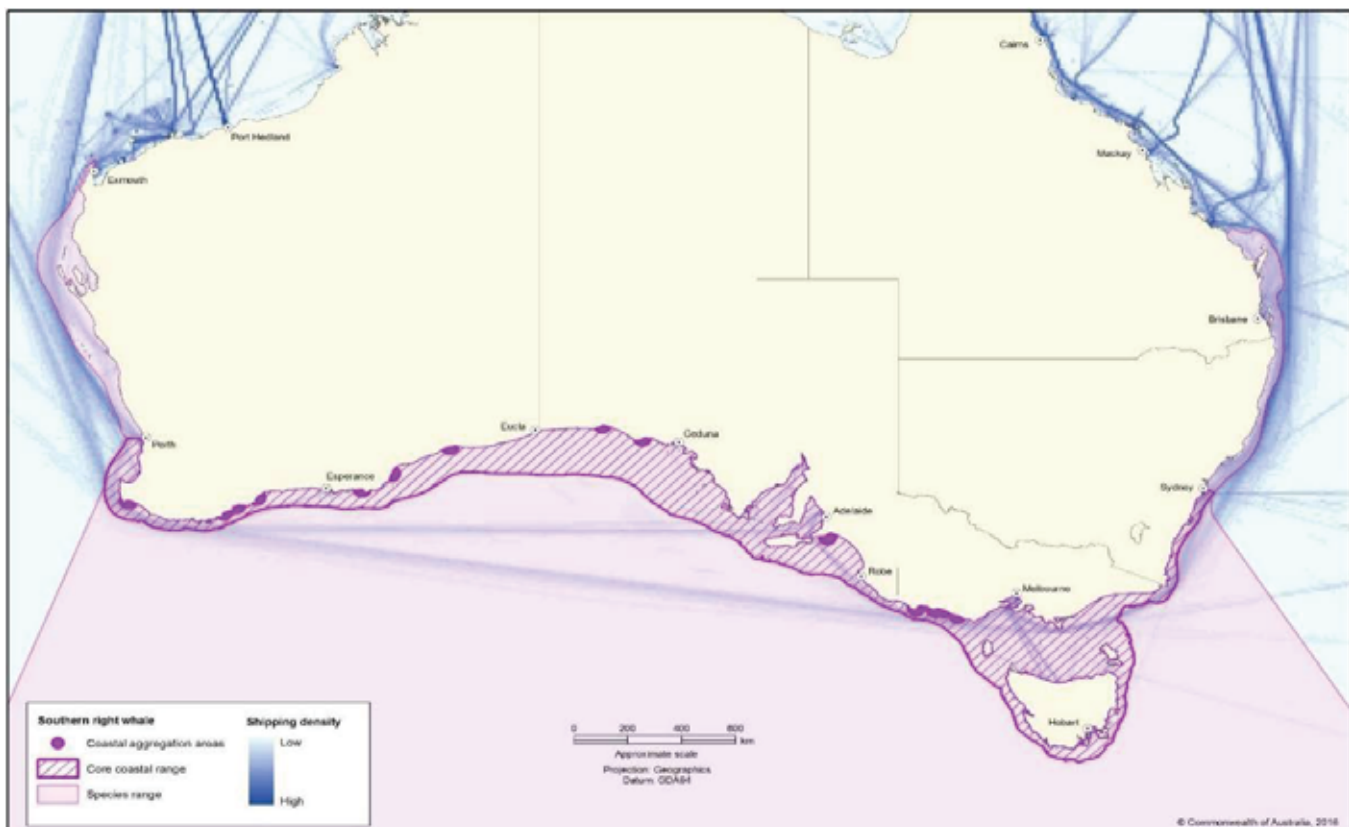 Cairns
Port Hedland
Exmouth
Mackay
Brisbane
Perth
Eucla
Ceduna
Esperance
Sydney
Adelaide
Robe
Melbourne
Hobart
Southern right whale
Coastal aggregation areas
Core coastal range
Species range
Shipping density
Low
High
0 200 400 600
km
Approximate scale
Projection: Geographics
Datum: GDA94
© Commonwealth of Australia, 2016